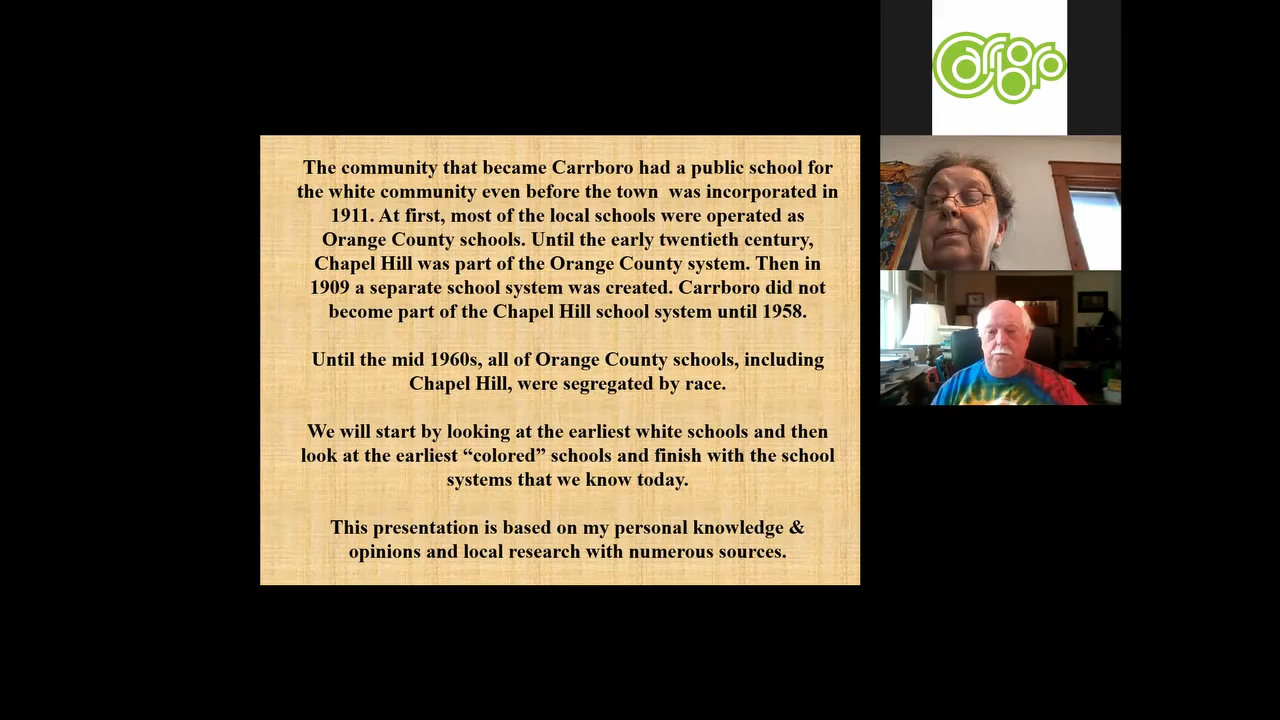 Carrboro
The community that became Carrboro had a public school for
the white community even before the town was incorporated in
1911. At first, most of the local schools were operated as
Orange County schools. Until the early twentieth century,
Chapel Hill was part of the Orange County system. Then in
1909 a separate school system was created. Carrboro did not
become part of the Chapel Hill school system until 1958.
Until the mid 1960s, all of Orange County schools, including
Chapel Hill, were segregated by race.
We will start by looking at the earliest white schools and then
look at the earliest “colored” schools and finish with the school
systems that we know today.
This presentation is based on my personal knowledge &
opinions and local research with numerous sources.